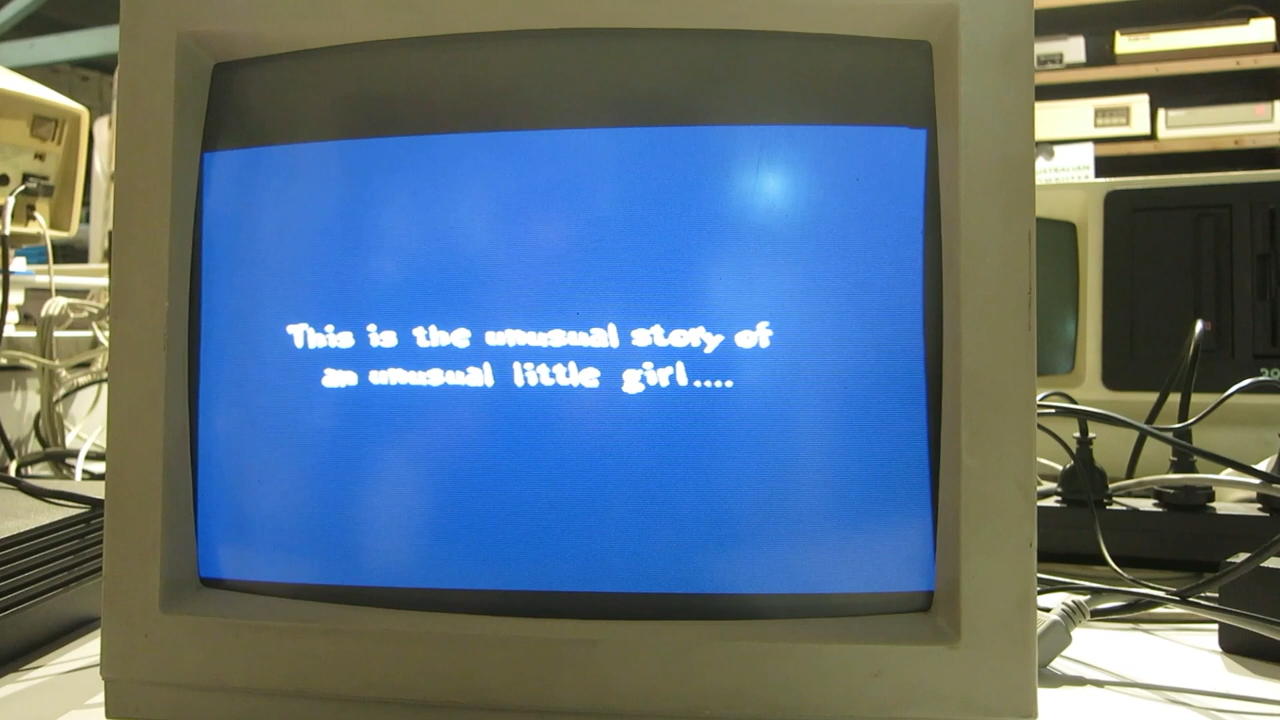 This is the unusual story of
an unusual little girl....